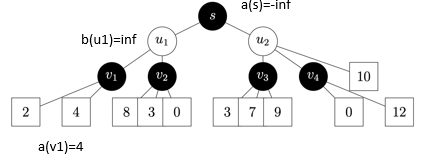 a(s)=-inf
s
b(u1)=inf
u1
u2
v1
v2
v3
v4
10
2
4
8
3
0
3
7
9
0
12
a(v1)=4